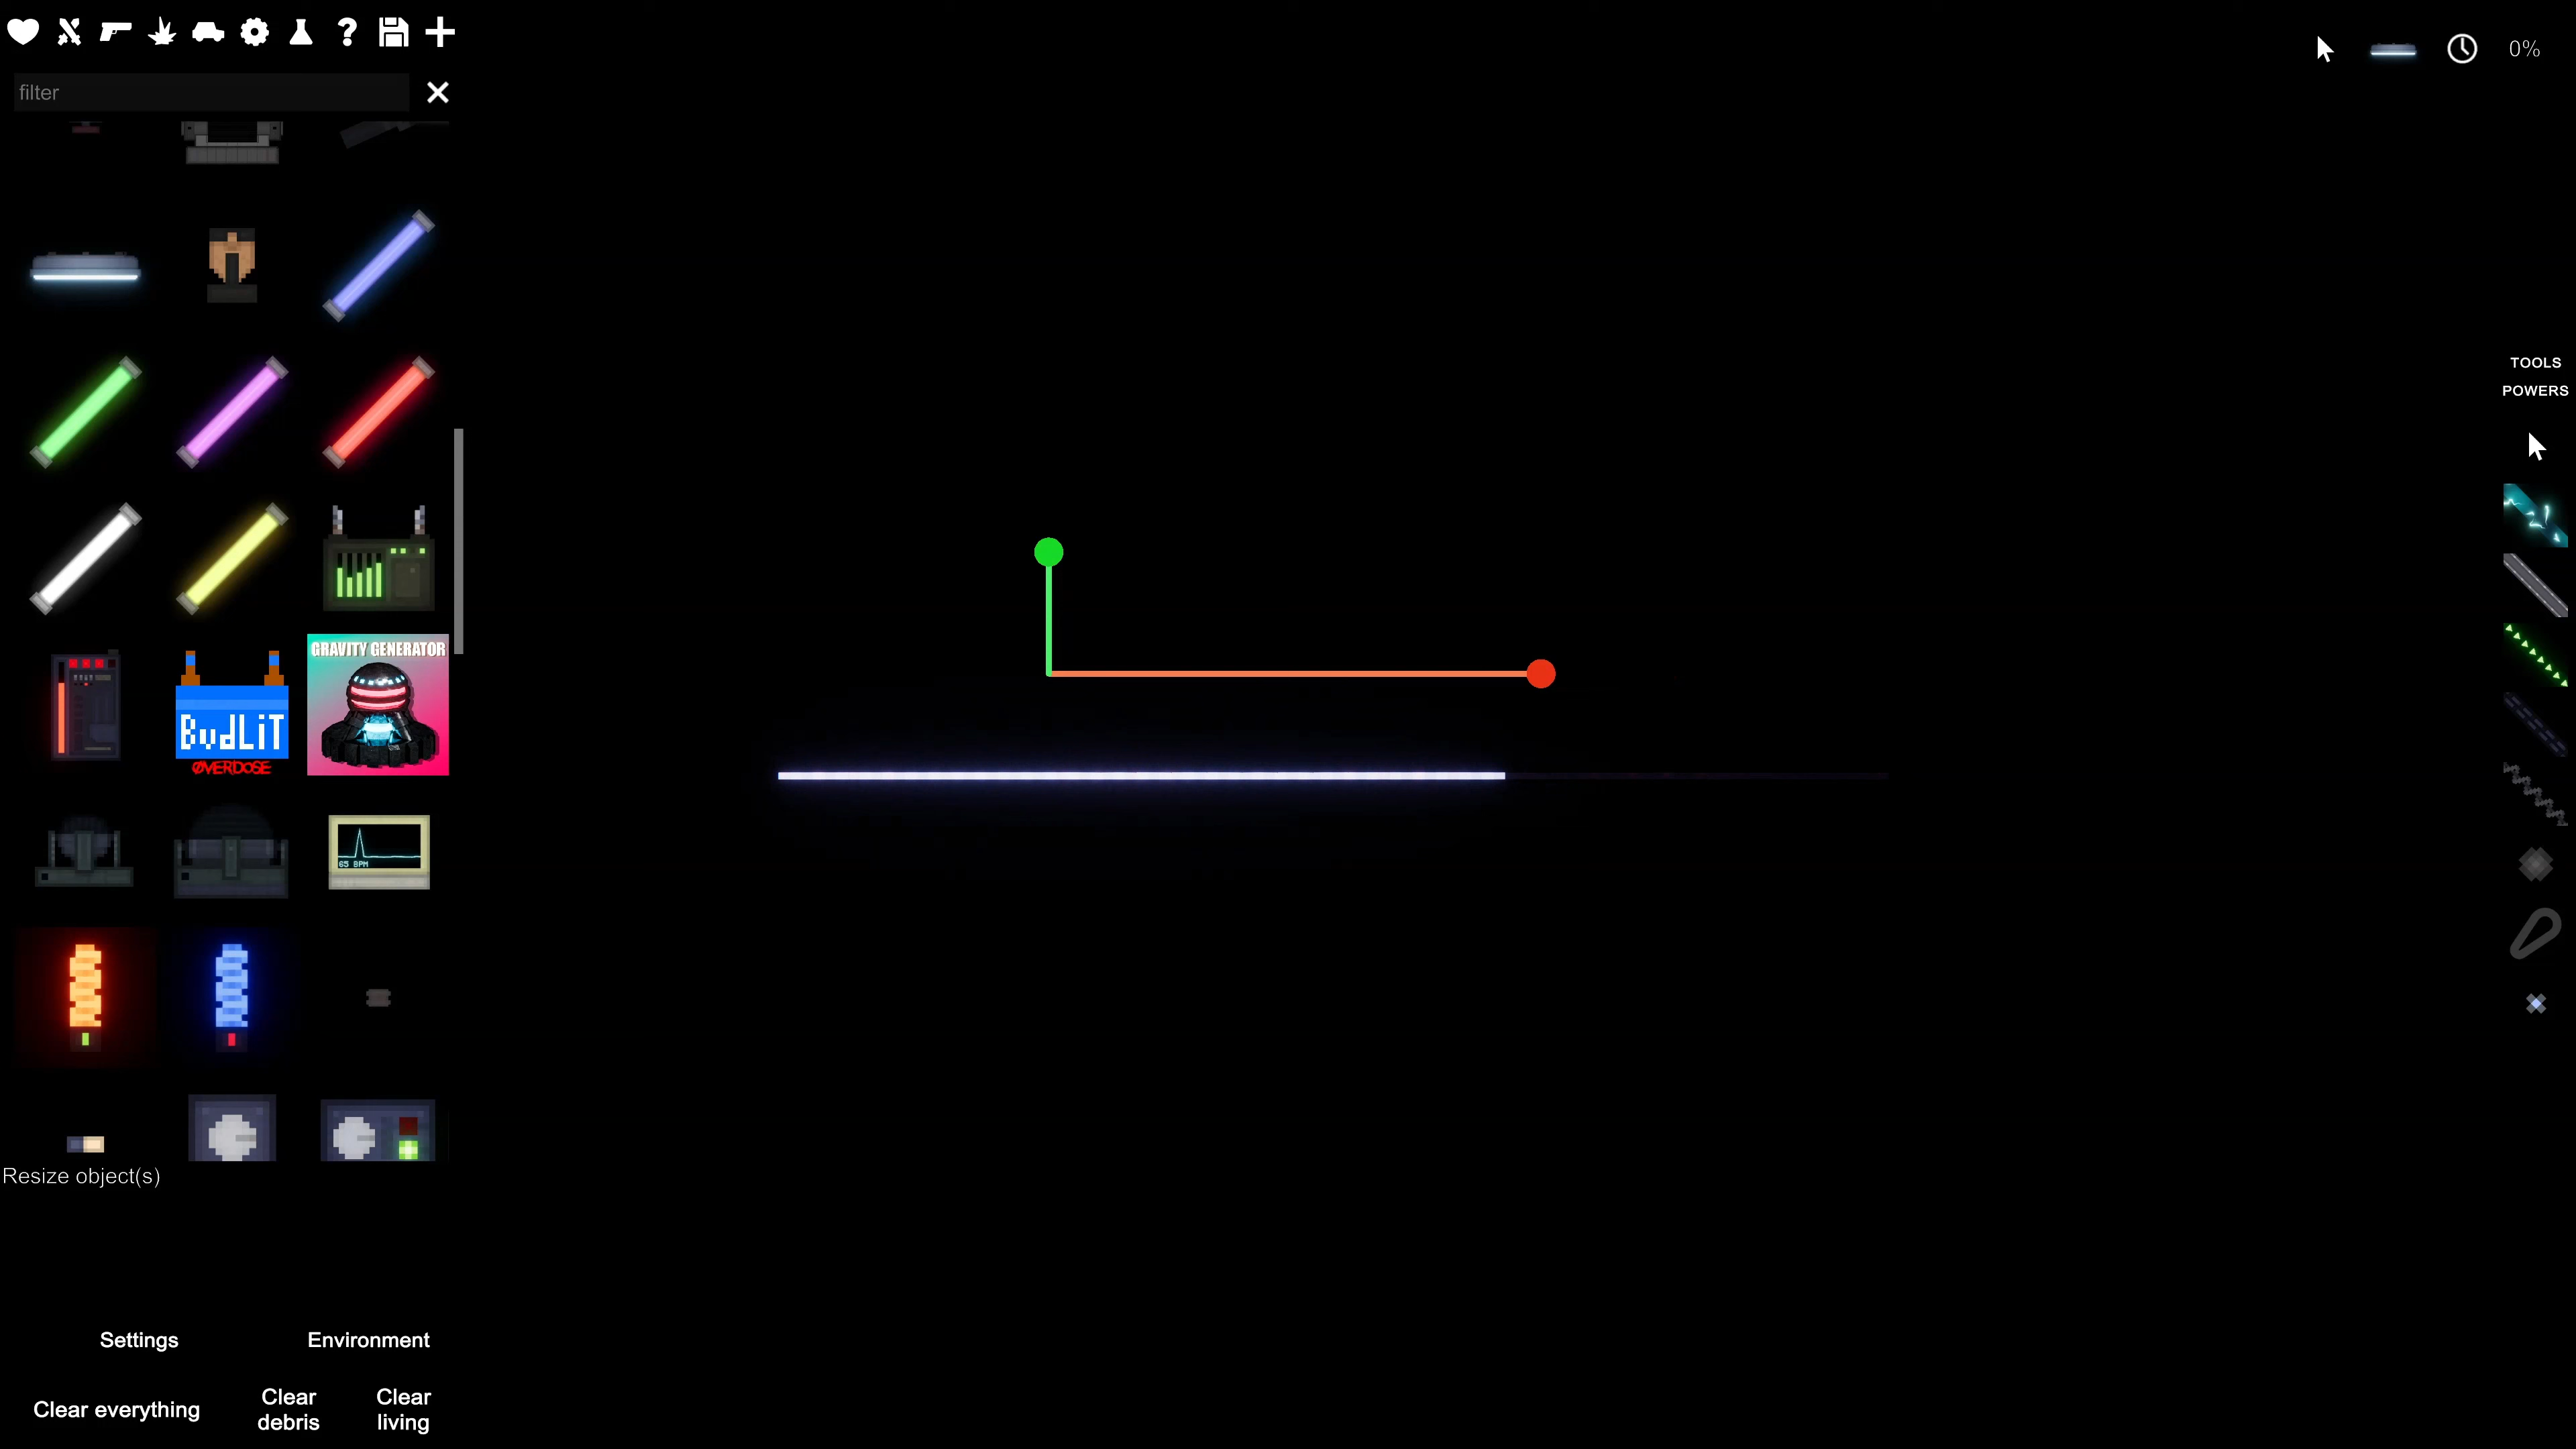 0%
filter
TOOLS
POWERS
GRAVITY GENERATOR
BudLiT
ØVERDOSE
65 BPM
Resize object(s)
Settings
Environment
Clear everything
Clear
debris
Clear
living